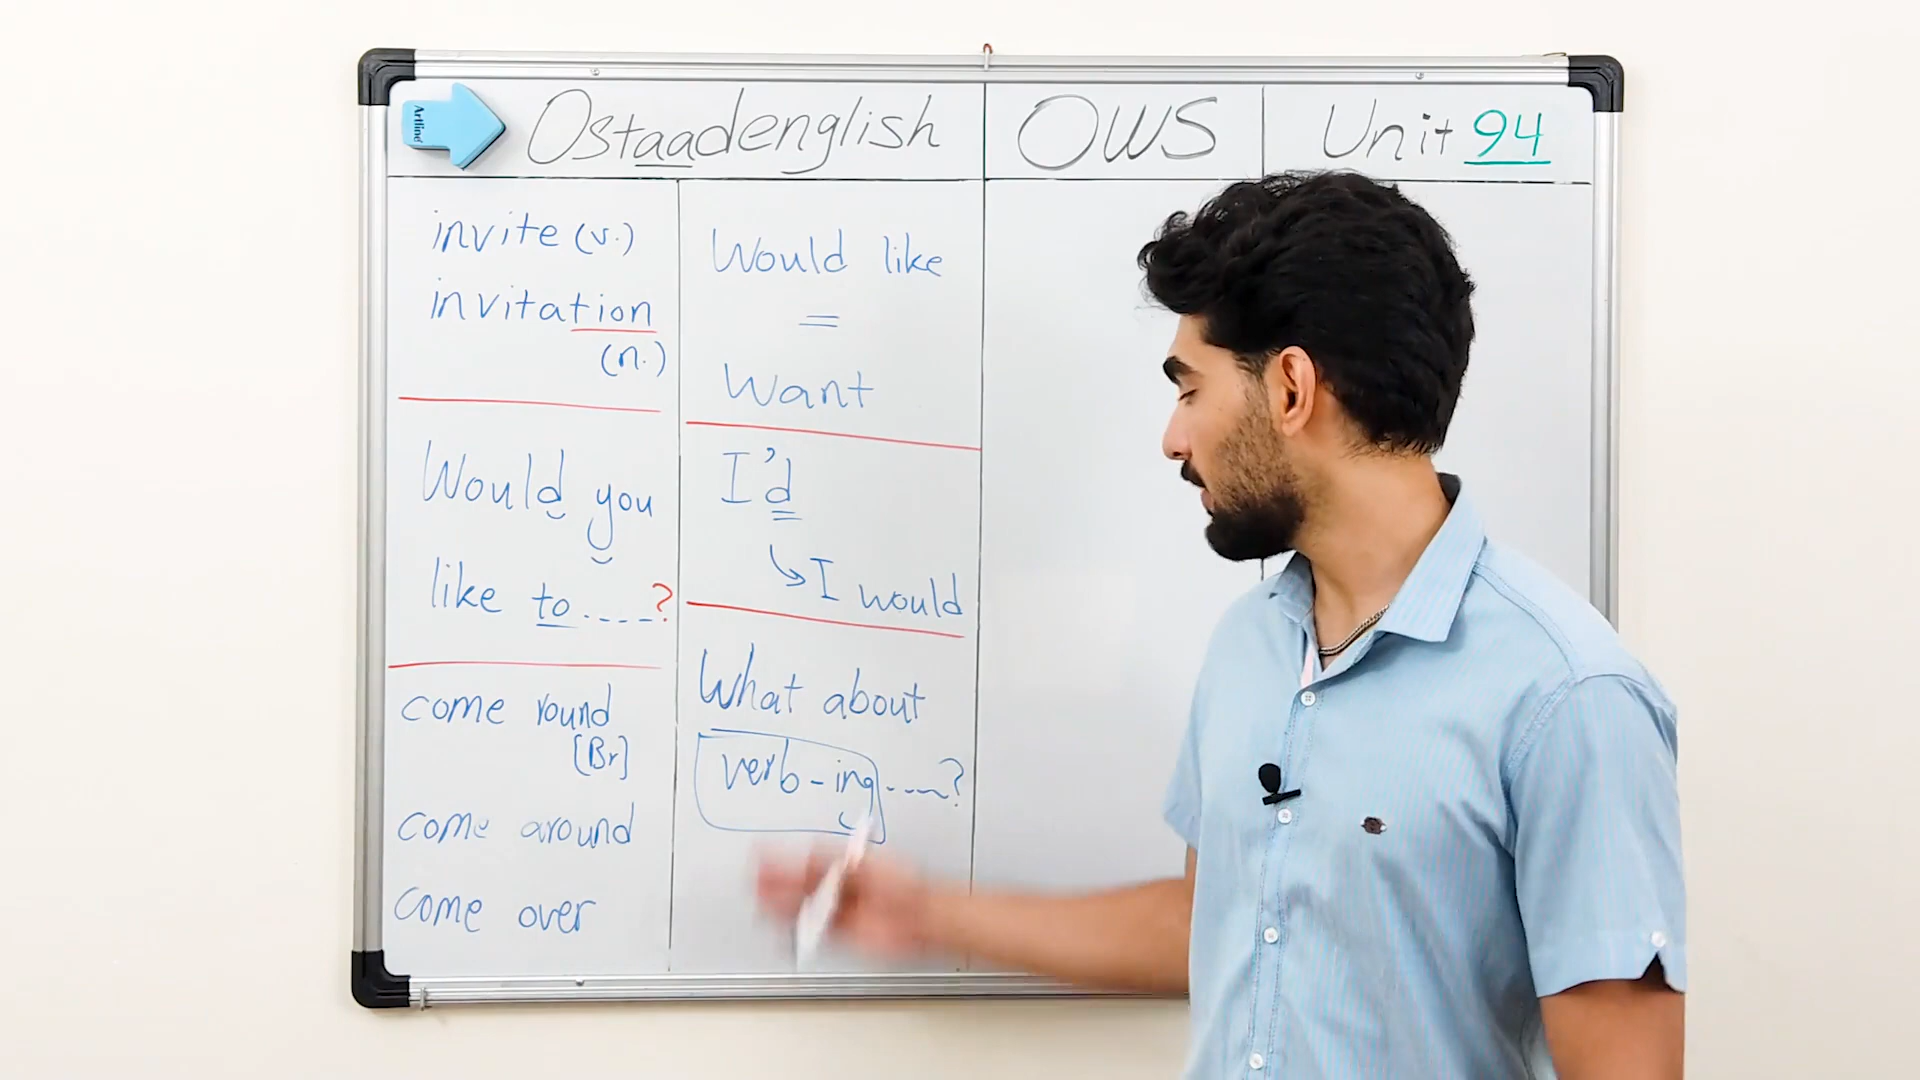 Artline
Ostaadenglish
OWS
Unit 94
invite (v.)
invitation
(n.)
Would you
like to.....?
come round
[Br]
come around
come over
Would like
=
Want
I'd
↳ I would
What about
verb-ing.....?